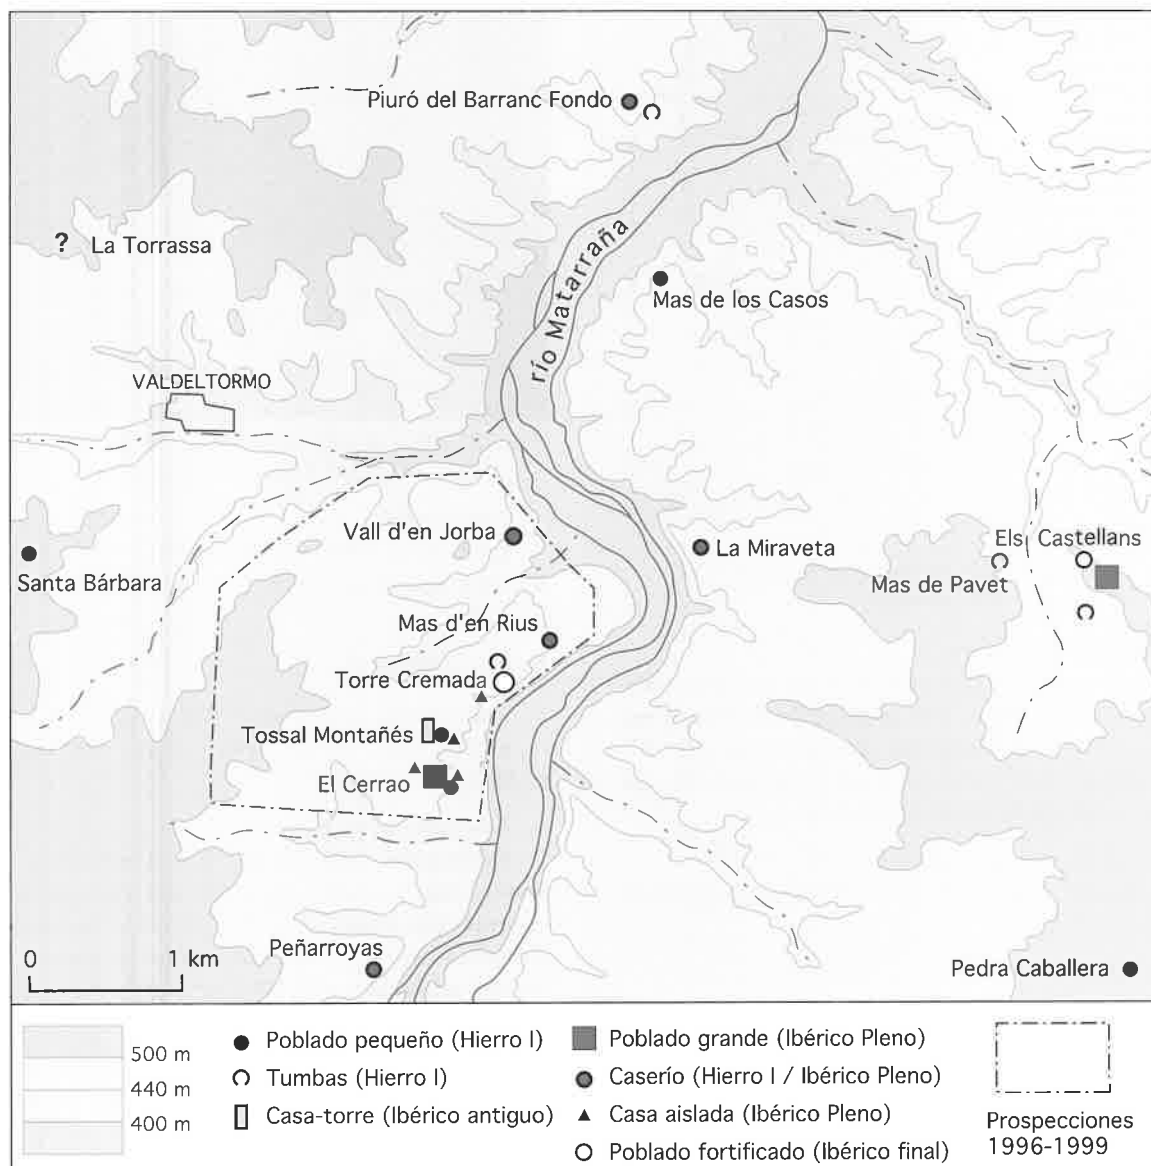 Piuró del Barranc Fondo
?
La Torrassa
río Matarraña
Mas de los Casos
VALDELTORMO
Vall d'en Jorba
La Miraveta
Els Castellans
Santa Bárbara
Mas de Pavet
Mas d'en Rius
Torre Cremada
Tossal Montañés
El Cerrao
Peñarroyas
0 1 km
Pedra Caballera
500 m
440 m
400 m
Poblado pequeño (Hierro I)
Tumbas (Hierro I)
Casa-torre (Ibérico antiguo)
Poblado grande (Ibérico Pleno)
Caserío (Hierro I / Ibérico Pleno)
Casa aislada (Ibérico Pleno)
Poblado fortificado (Ibérico final)
Prospecciones
1996-1999